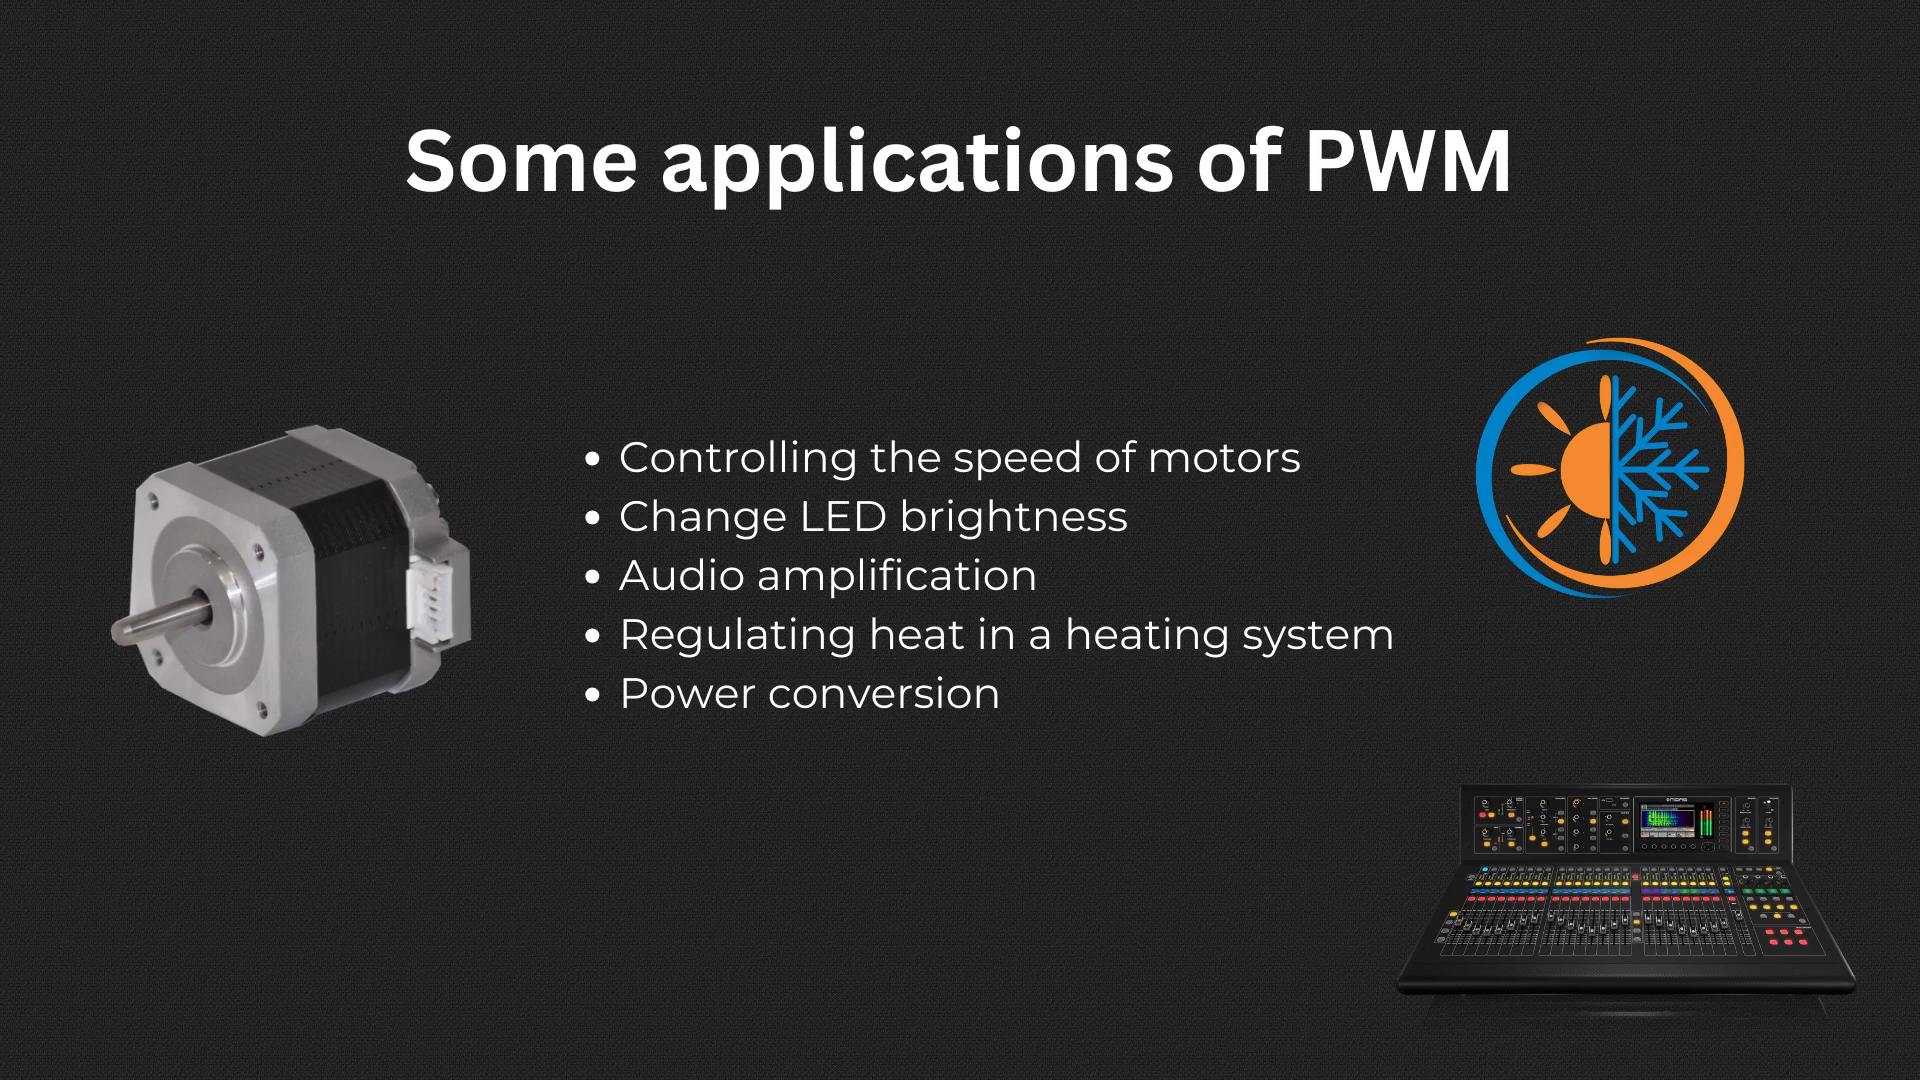 Some applications of PWM
• Controlling the speed of motors
• Change LED brightness
• Audio amplification
• Regulating heat in a heating system
• Power conversion
MIDAS